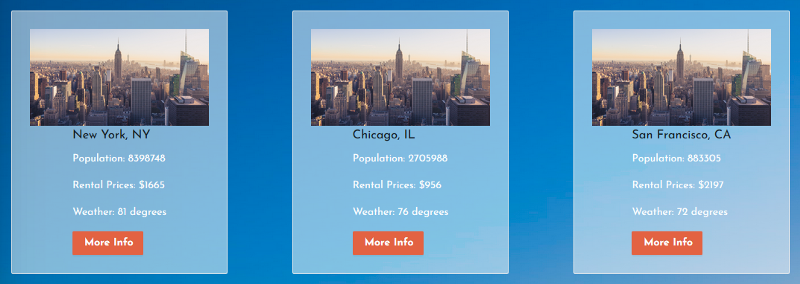 New York, NY
Population: 8398748
Rental Prices: $1665
Weather: 81 degrees
More Info
Chicago, IL
Population: 2705988
Rental Prices: $956
Weather: 76 degrees
More Info
San Francisco, CA
Population: 883305
Rental Prices: $2197
Weather: 72 degrees
More Info